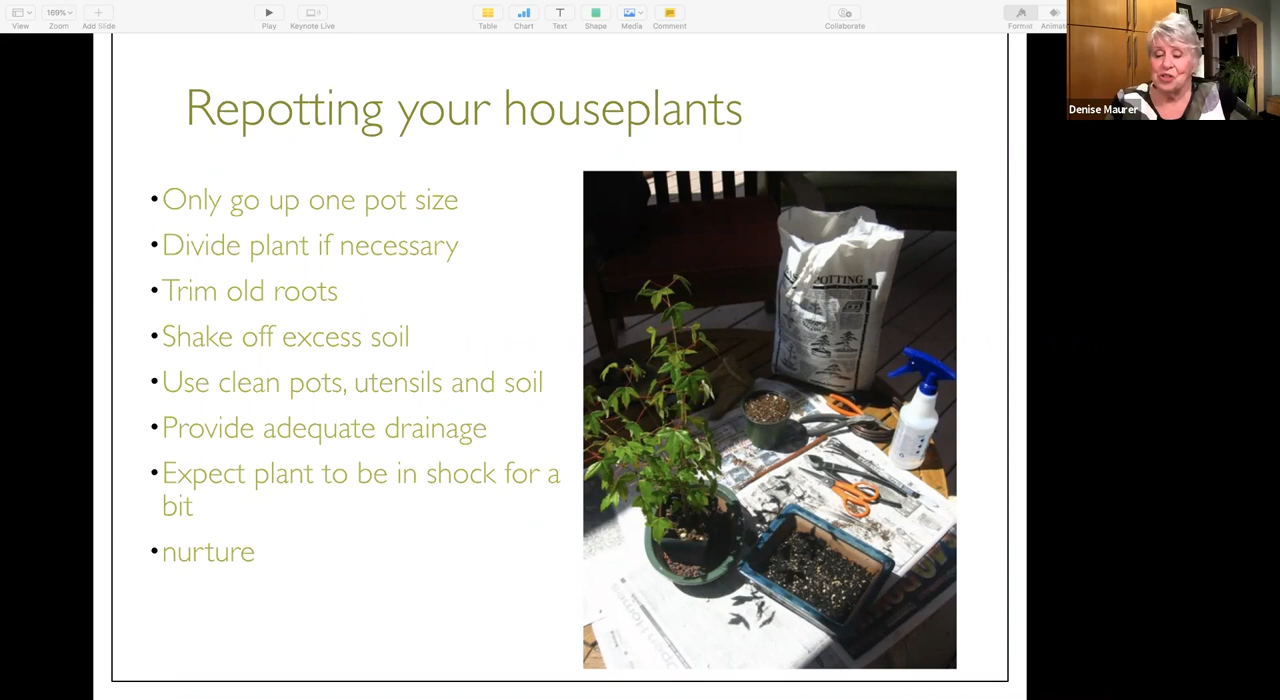 View
169%
Zoom
Add Slide
Play
Keynote Live
Table
Chart
Text
Shape
Media
Comment
Collaborate
Format
Animate
Denise Maurer
Repotting your houseplants
•Only go up one pot size
•Divide plant if necessary
•Trim old roots
•Shake off excess soil
•Use clean pots, utensils and soil
•Provide adequate drainage
•Expect plant to be in shock for a
bit
•nurture
POTTING